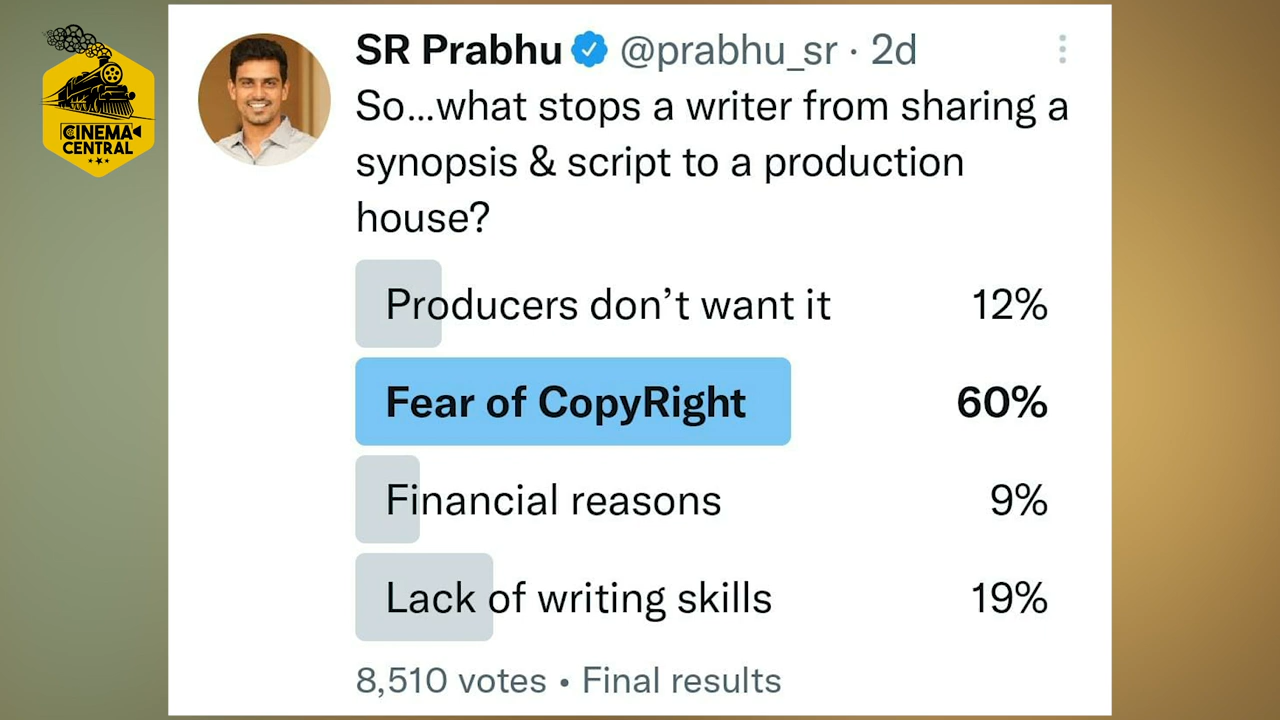 CINEMA
CENTRAL
SR Prabhu @prabhu_sr · 2d
So...what stops a writer from sharing a
synopsis & script to a production
house?
Producers don’t want it 12%
Fear of CopyRight 60%
Financial reasons 9%
Lack of writing skills 19%
8,510 votes • Final results